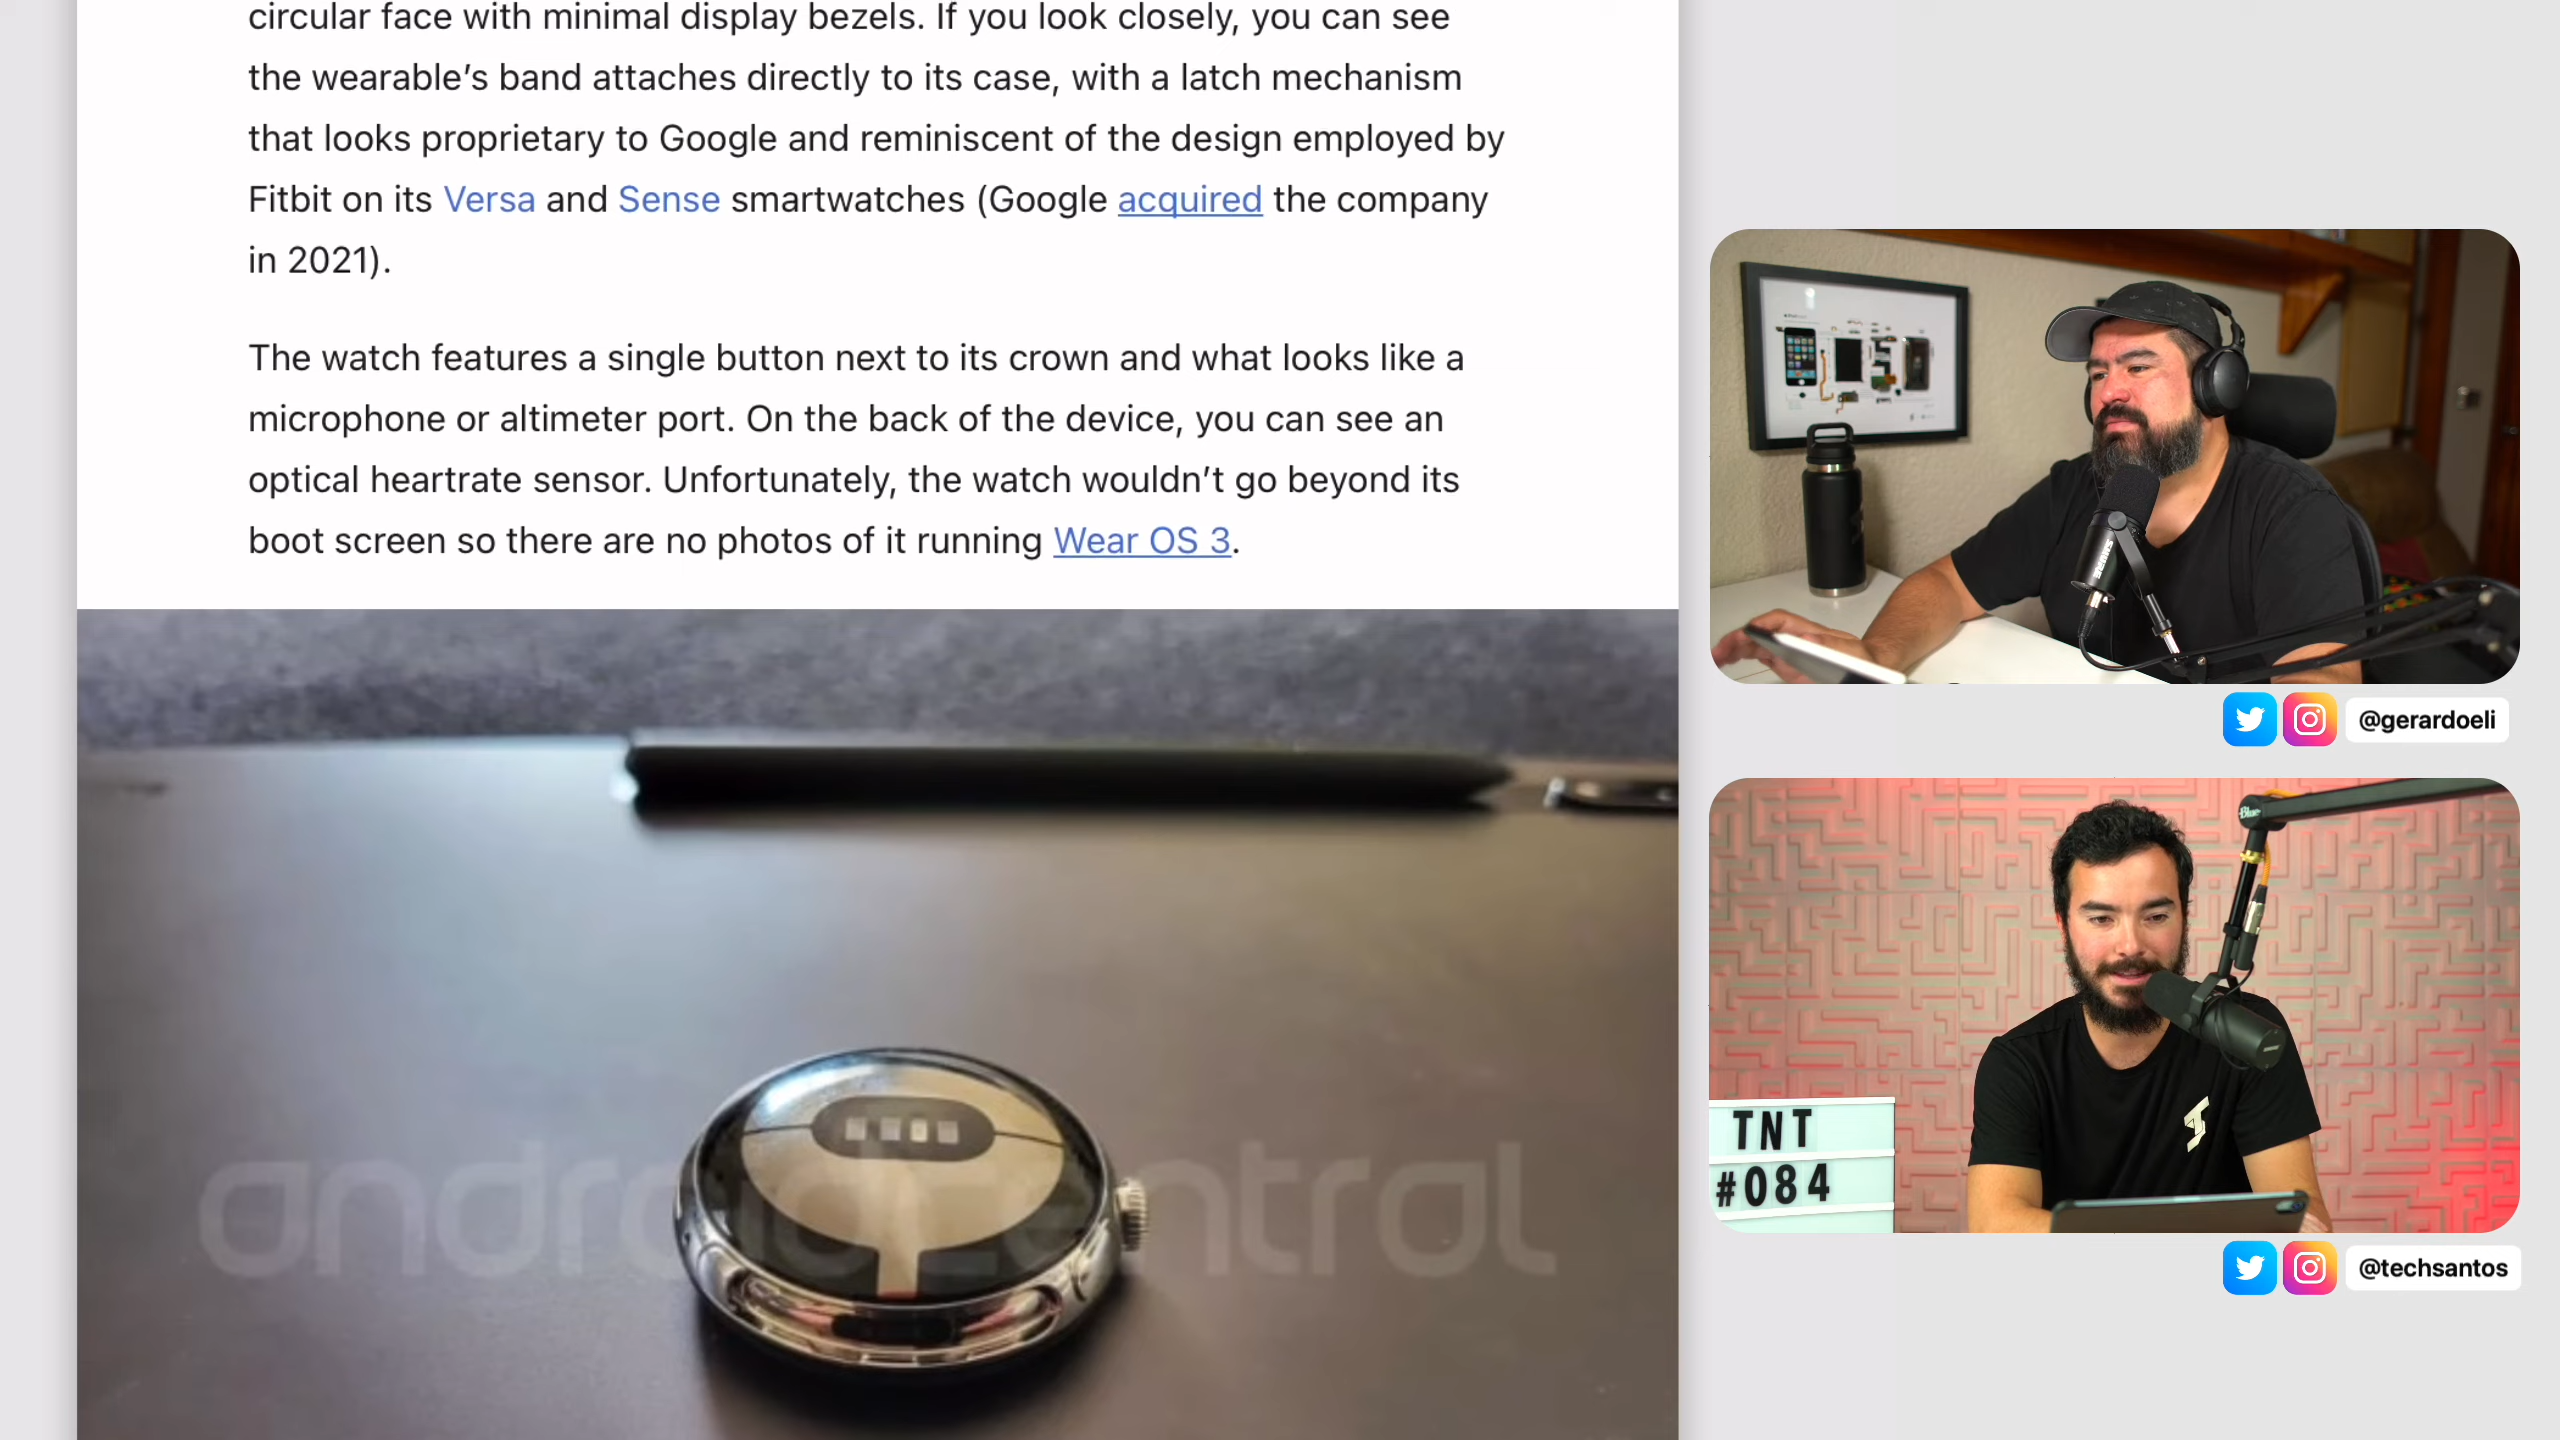 circular face with minimal display bezels. If you look closely, you can see
the wearable’s band attaches directly to its case, with a latch mechanism
that looks proprietary to Google and reminiscent of the design employed by
Fitbit on its Versa and Sense smartwatches (Google acquired the company
in 2021).
The watch features a single button next to its crown and what looks like a
microphone or altimeter port. On the back of the device, you can see an
optical heartrate sensor. Unfortunately, the watch wouldn’t go beyond its
boot screen so there are no photos of it running Wear OS 3.
androidcentral
SHURE
@gerardoeli
Blue
TNT
#084
@techsantos